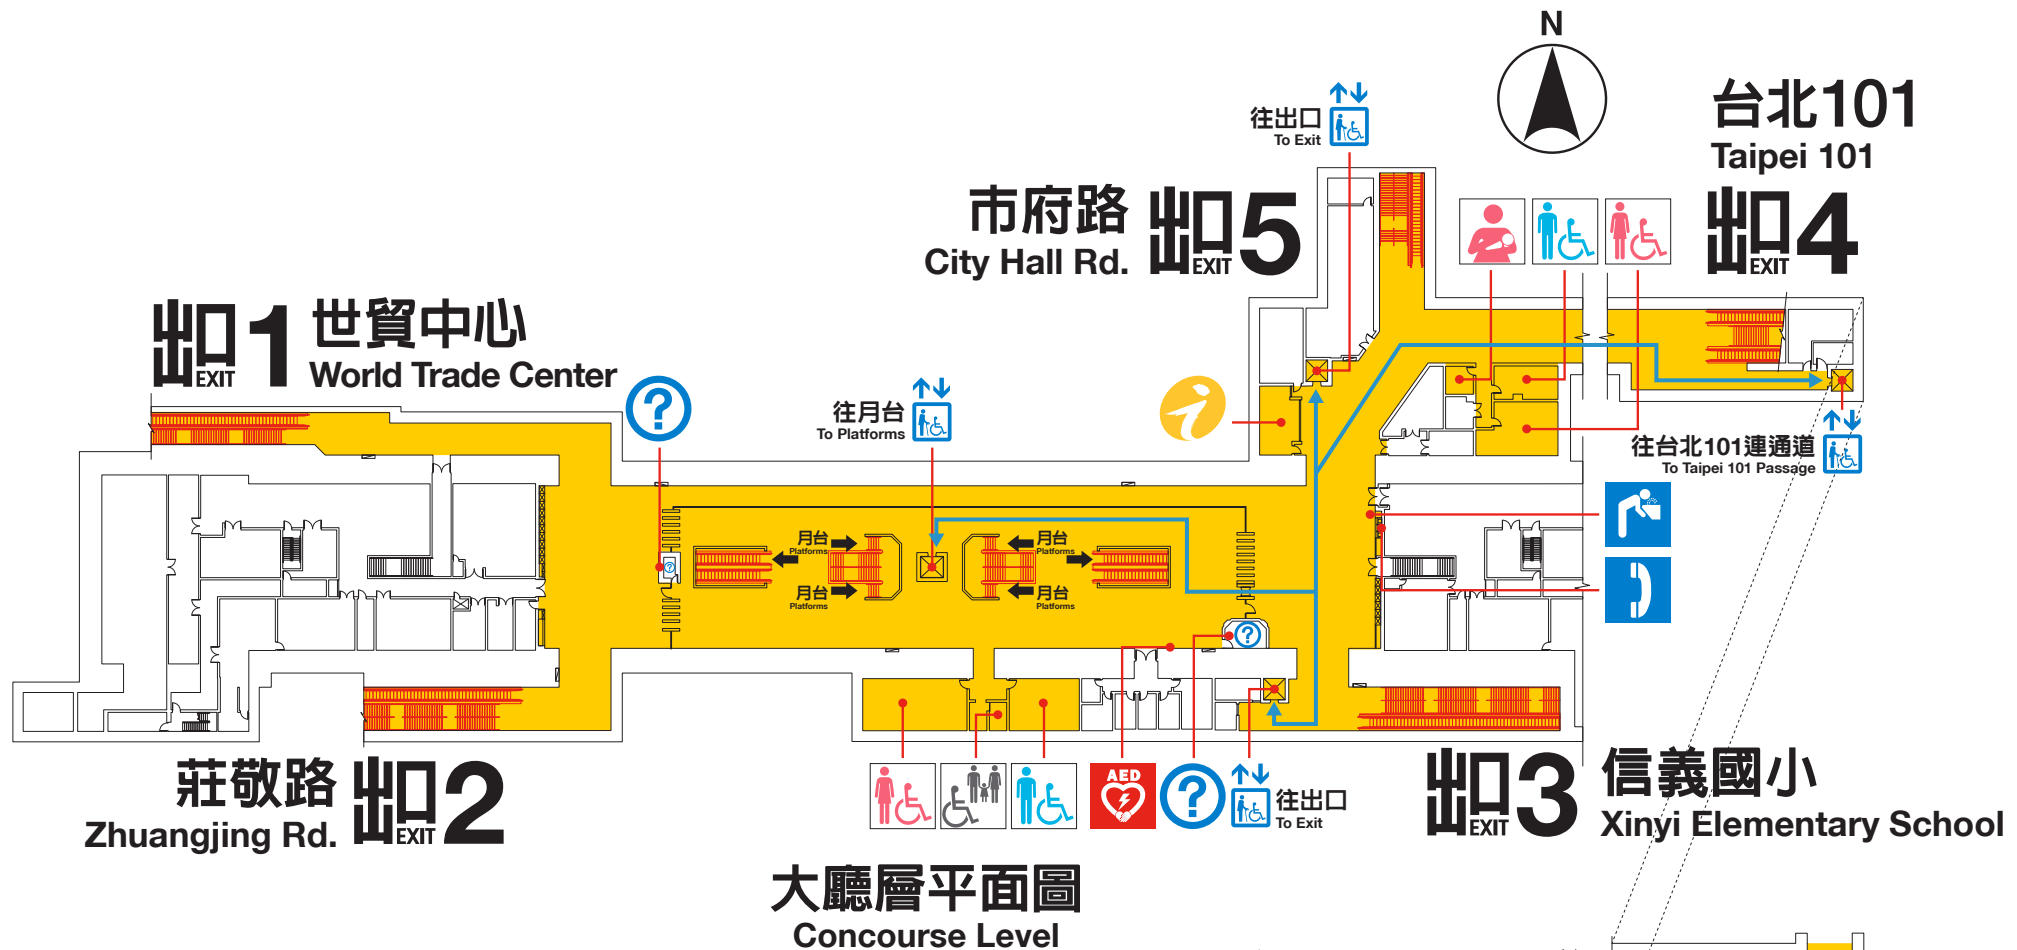 N
台北101
Taipei 101
出口4
EXIT
往出口
To Exit
市府路
City Hall Rd.
出口5
EXIT
出口1
EXIT
世貿中心
World Trade Center
?
往月台
To Platforms
i
往台北101連通道
To Taipei 101 Passage
月台
Platforms
月台
Platforms
?
月台
Platforms
月台
Platforms
?
莊敬路
Zhuangjing Rd.
出口2
EXIT
AED
?
往出口
To Exit
出口3
EXIT
信義國小
Xinyi Elementary School
大廳層平面圖
Concourse Level